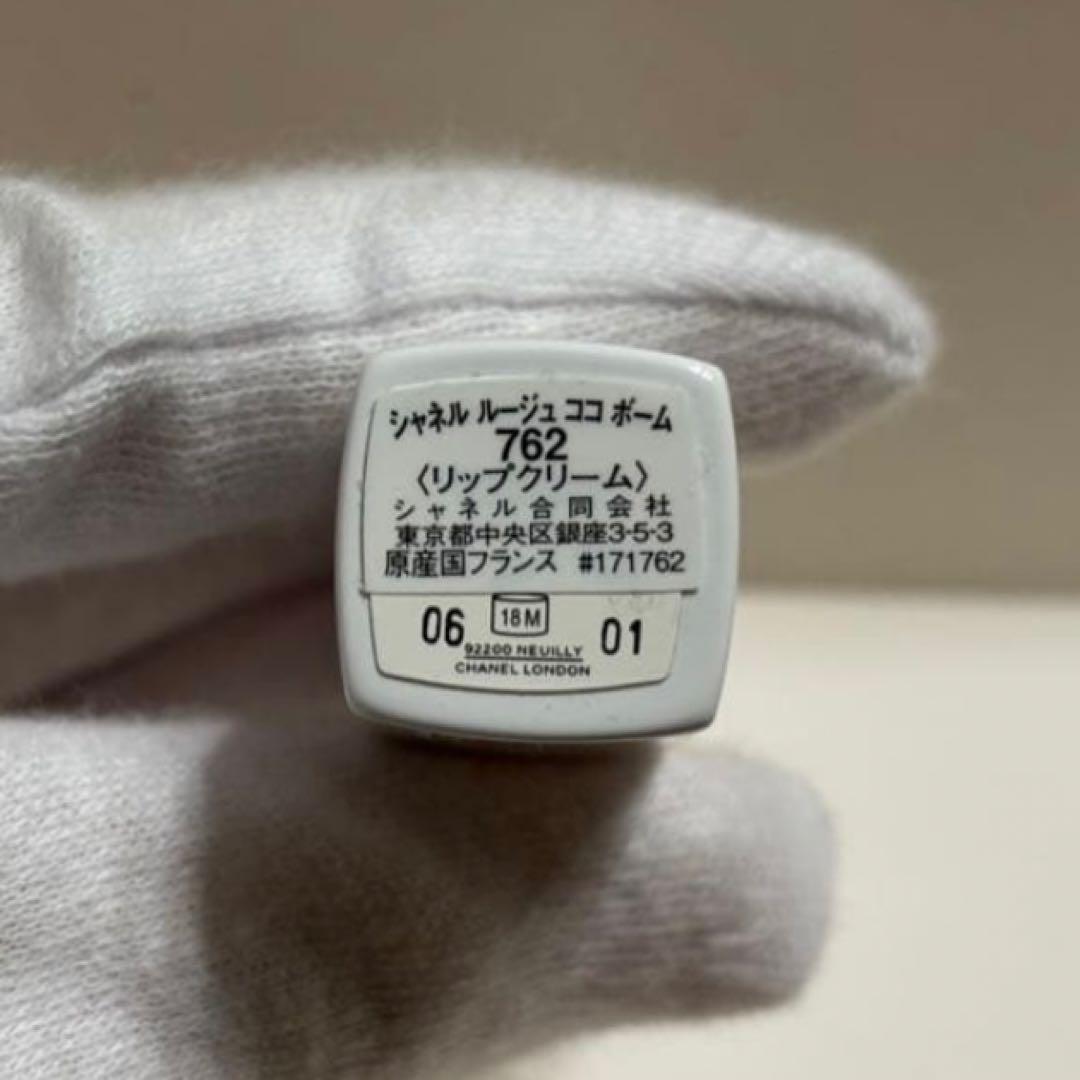 シャネル ルージュ ココ ボーム
762
〈リップクリーム〉
シャネル合同会社
東京都中央区銀座3-5-3
原産国フランス #171762
06 18M 01
92200 NEUILLY
CHANEL LONDON